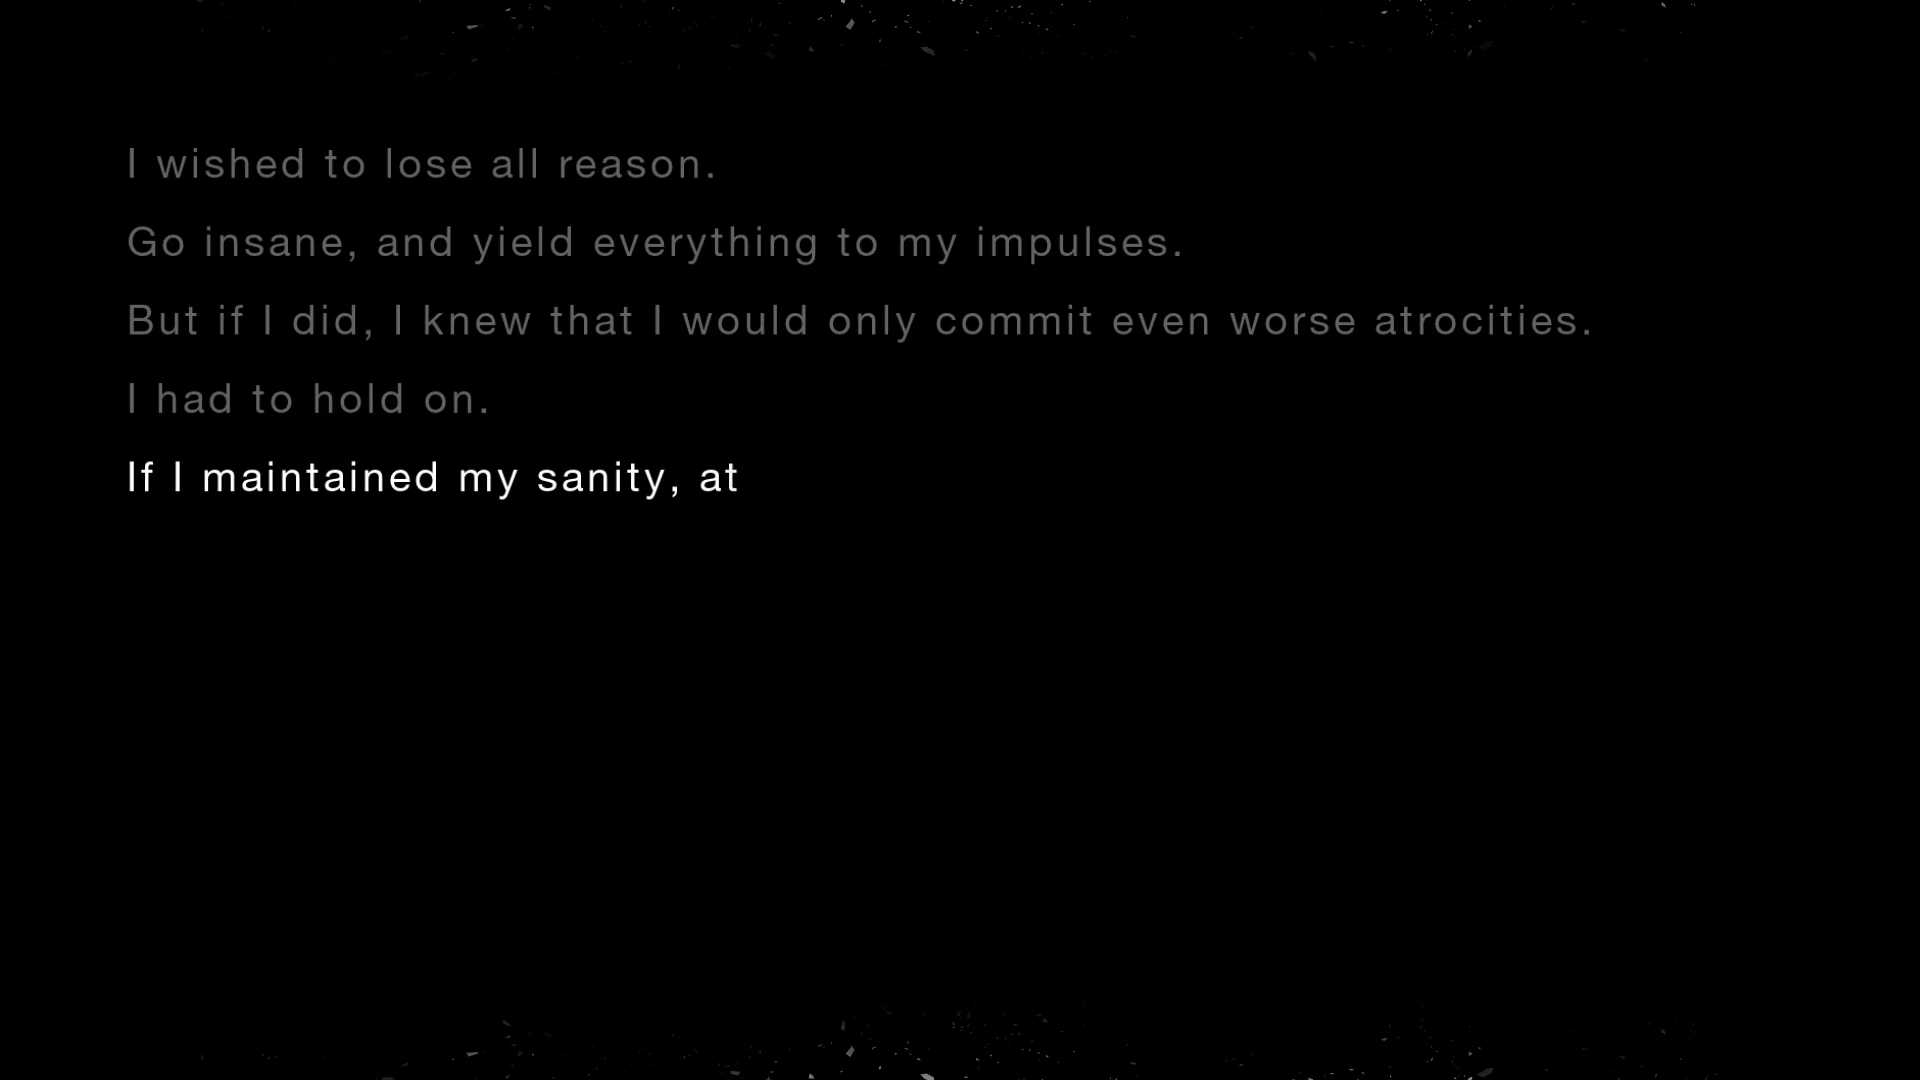 I wished to lose all reason.
Go insane, and yield everything to my impulses.
But if I did, I knew that I would only commit even worse atrocities.
I had to hold on.
If I maintained my sanity, at